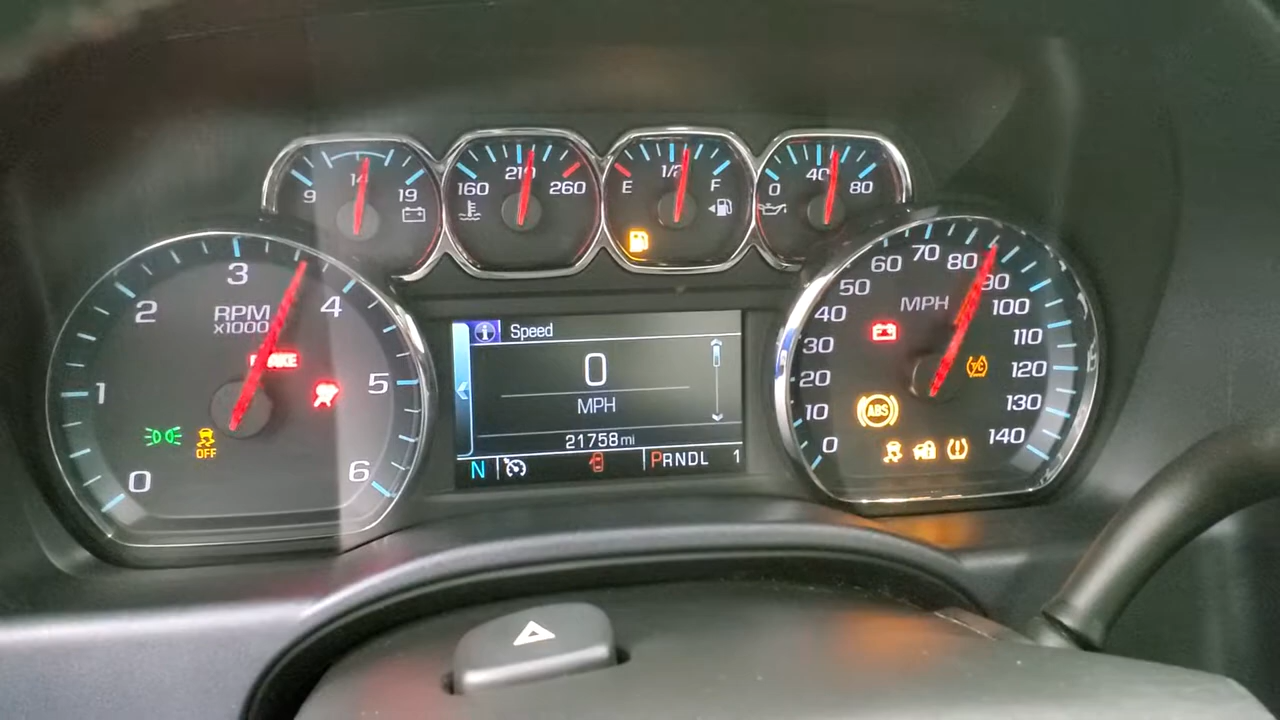 9 14 19
160 210 260
E 1/2 F
0 40 80
0 1 2 3 4 5 6
RPM
x1000
BRAKE
OFF
Speed
0
MPH
21758 mi
N
PRNDL 1
0 10 20 30 40 50 60 70 80 90 100 110 120 130 140
MPH
T/C
ABS